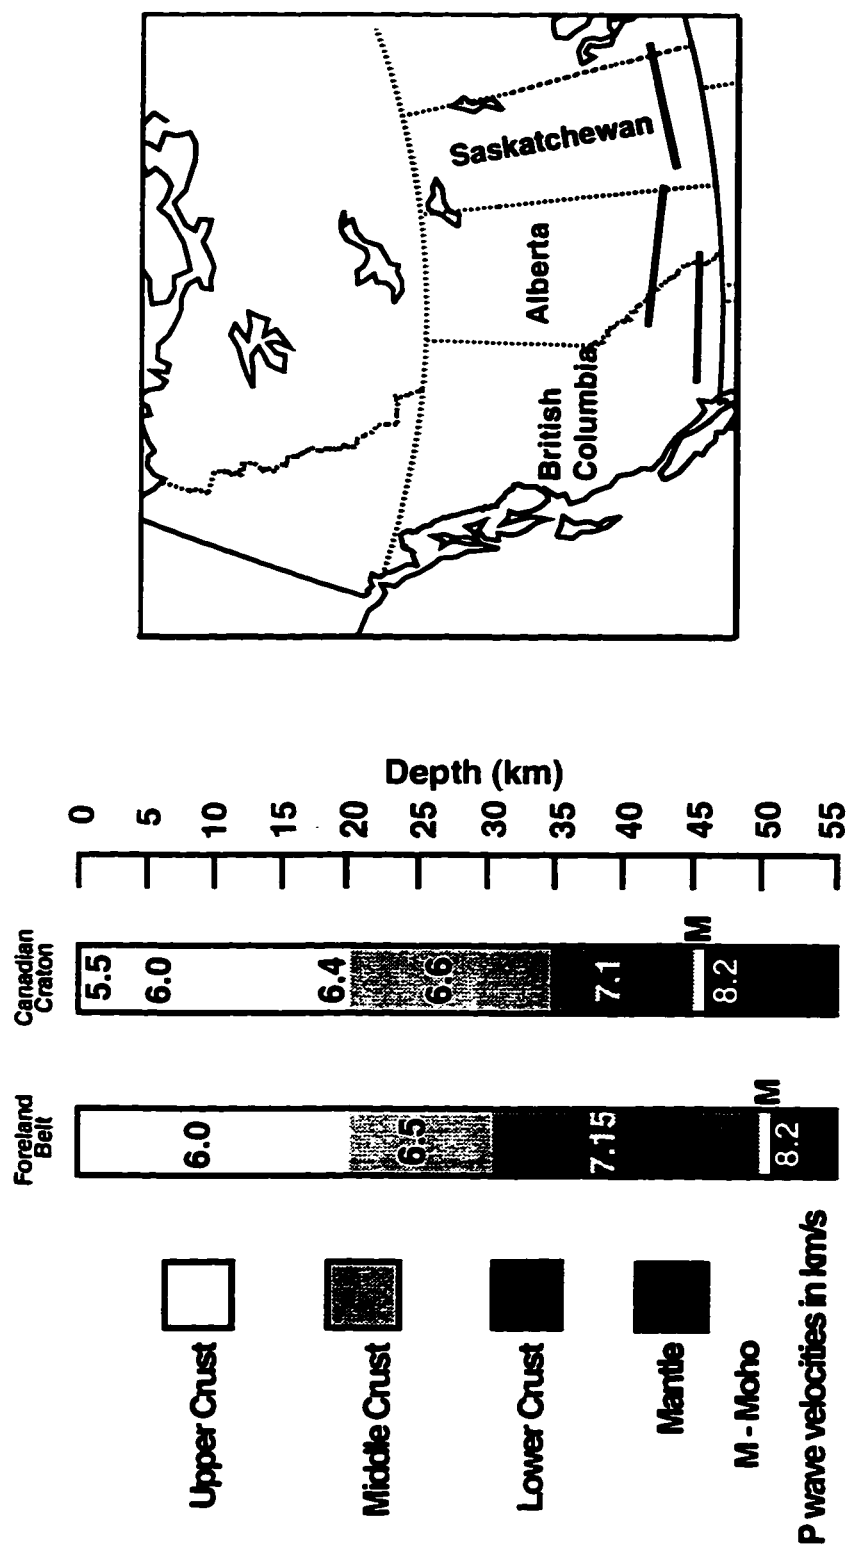 Upper Crust
Middle Crust
Lower Crust
Mantle
M - Moho
P wave velocities in km/s
Foreland
Belt
6.0
6.5
7.15
M
8.2
Canadian
Craton
5.5
6.0
6.4
6.6
7.1
M
8.2
0
5
10
15
20
25
30
35
40
45
50
55
Depth (km)
British
Columbia
Alberta
Saskatchewan